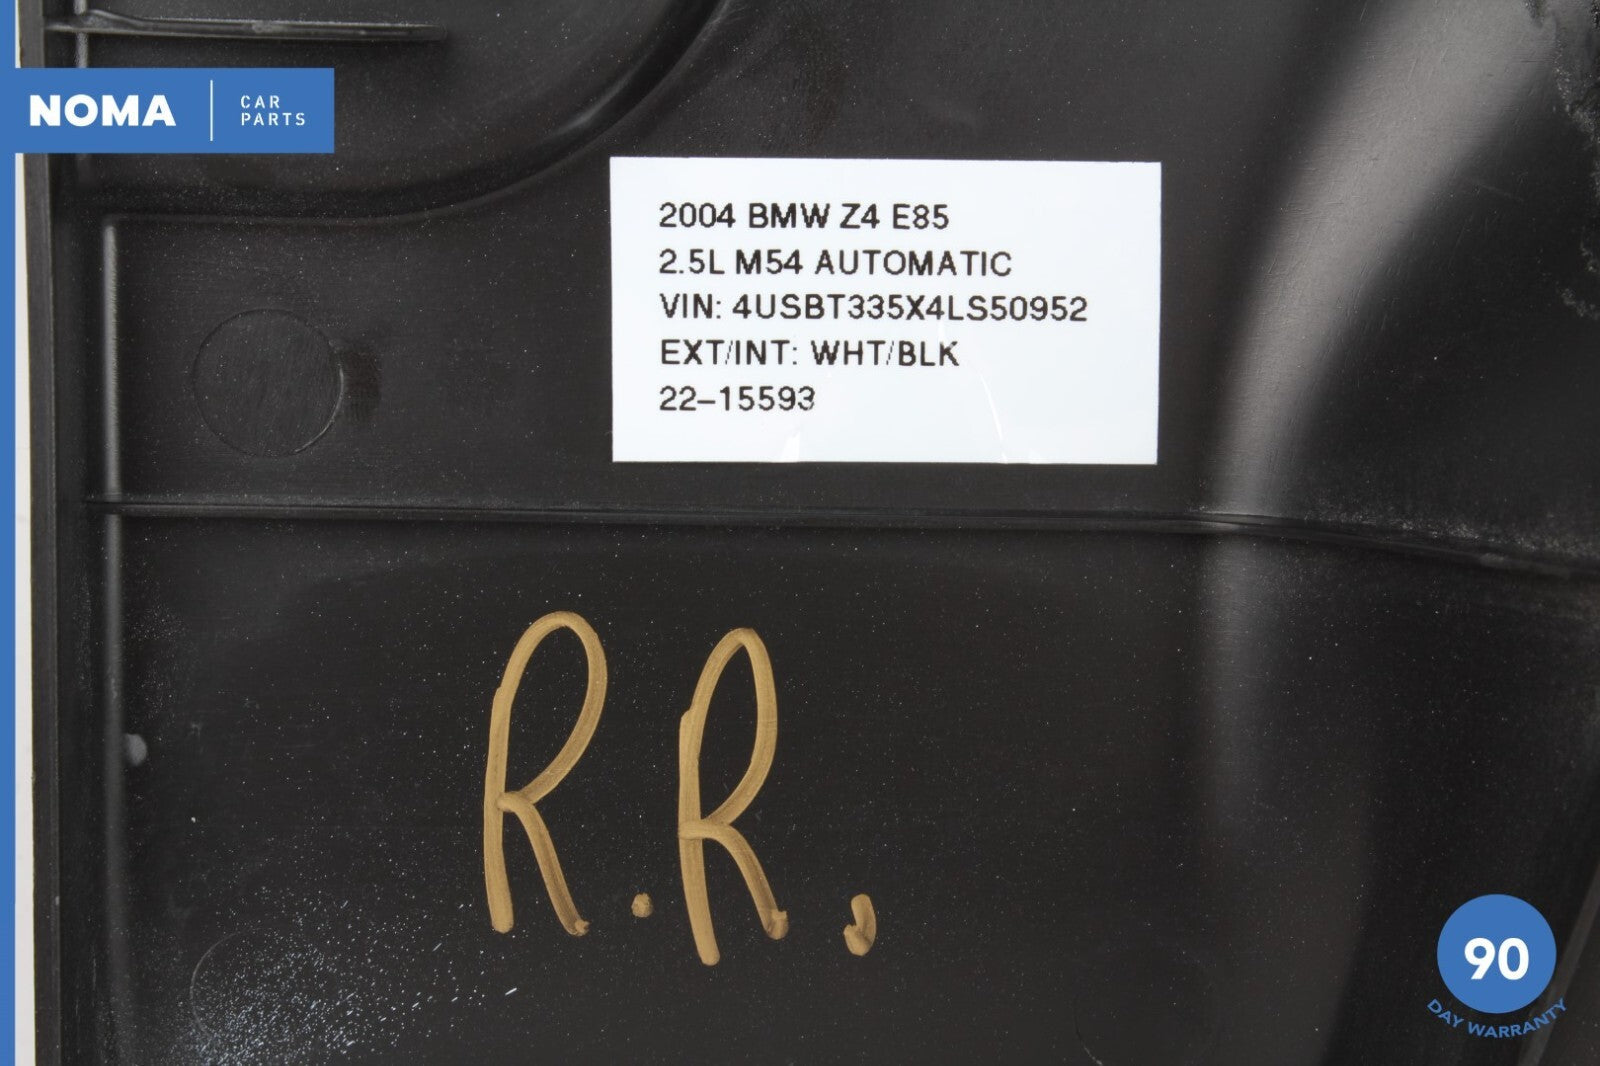 NOMA
CAR
PARTS
2004 BMW Z4 E85
2.5L M54 AUTOMATIC
VIN: 4USBT335X4LS50952
EXT/INT: WHT/BLK
22-15593
R.R.
90
DAY WARRANTY